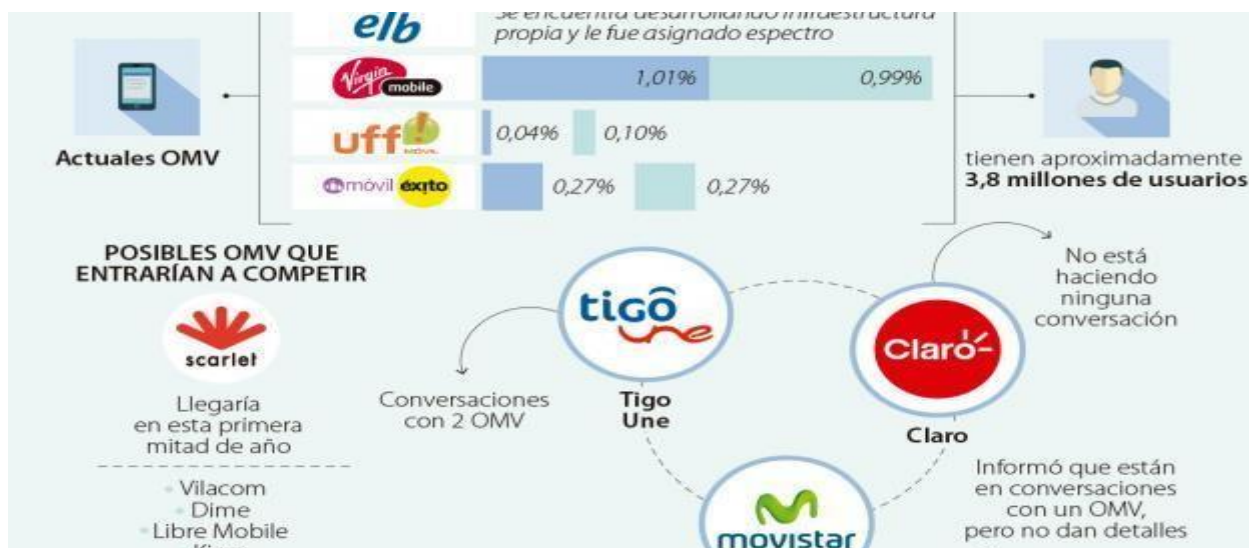 elb
Se encuentra desarrollando infraestructura
propia y le fue asignado espectro
Virgin
mobile
1,01%
0,99%
uff!
MÓVIL
0,04%
0,10%
móvil éxito
0,27%
0,27%
Actuales OMV
tienen aproximadamente
3,8 millones de usuarios
POSIBLES OMV QUE
ENTRARÍAN A COMPETIR
scarlet
Llegaría
en esta primera
mitad de año
• Vilacom
• Dime
• Libre Mobile
tigô
une
Tigo
Une
Conversaciones
con 2 OMV
Claro
Claro
No está
haciendo
ninguna
conversación
movistar
Informó que están
en conversaciones
con un OMV,
pero no dan detalles